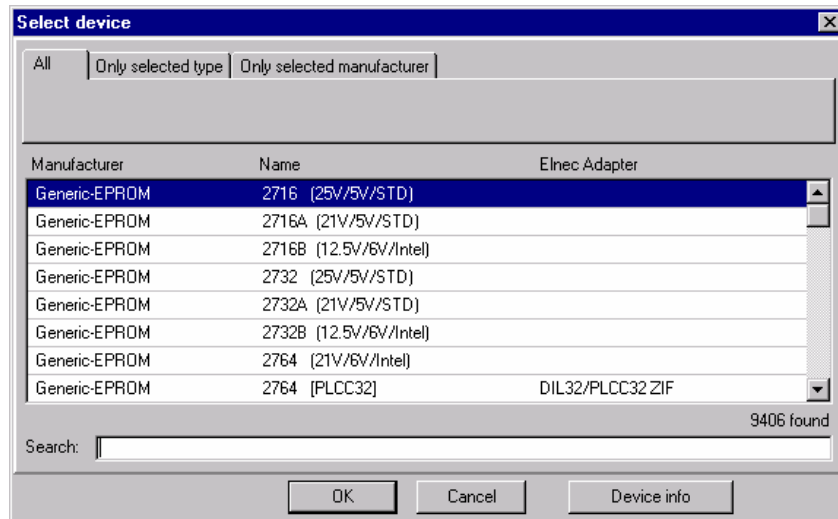 Select device
All Only selected type Only selected manufacturer
Manufacturer Name Elnec Adapter
Generic-EPROM 2716 (25V/5V/STD)
Generic-EPROM 2716A (21V/5V/STD)
Generic-EPROM 2716B (12.5V/6V/Intel)
Generic-EPROM 2732 (25V/5V/STD)
Generic-EPROM 2732A (21V/5V/STD)
Generic-EPROM 2732B (12.5V/6V/Intel)
Generic-EPROM 2764 (21V/6V/Intel)
Generic-EPROM 2764 [PLCC32] DIL32/PLCC32 ZIF
9406 found
Search:
OK Cancel Device info